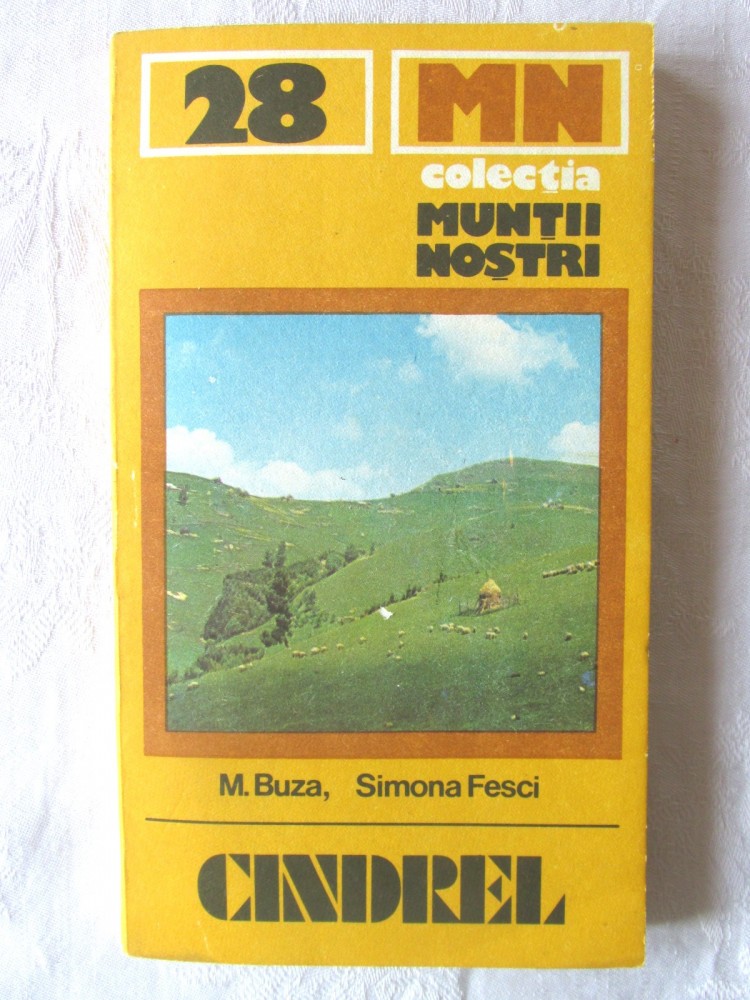 28
MN
colecția
MUNȚII
NOȘTRI
M. Buza, Simona Fesci
CINDREL